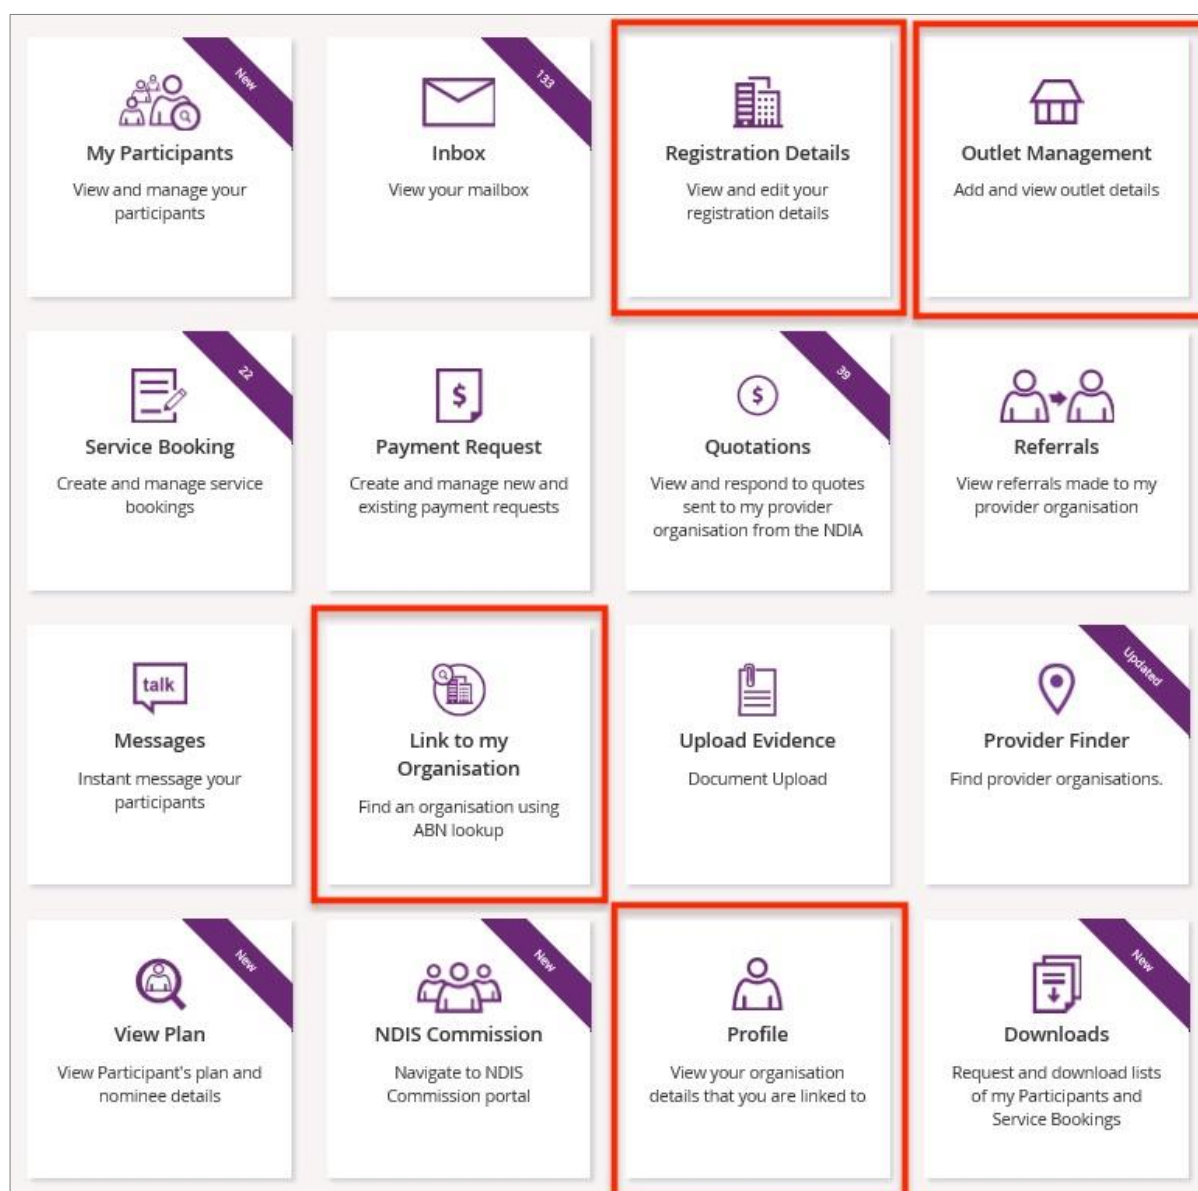 New
My Participants
View and manage your
participants
133
Inbox
View your mailbox
Registration Details
View and edit your
registration details
Outlet Management
Add and view outlet details
22
Service Booking
Create and manage service
bookings
$
Payment Request
Create and manage new and
existing payment requests
39
$
Quotations
View and respond to quotes
sent to my provider
organisation from the NDIA
Referrals
View referrals made to my
provider organisation
talk
Messages
Instant message your
participants
Link to my
Organisation
Find an organisation using
ABN lookup
Upload Evidence
Document Upload
Updated
Provider Finder
Find provider organisations.
New
View Plan
View Participant's plan and
nominee details
New
NDIS Commission
Navigate to NDIS
Commission portal
Profile
View your organisation
details that you are linked to
New
Downloads
Request and download lists
of my Participants and
Service Bookings